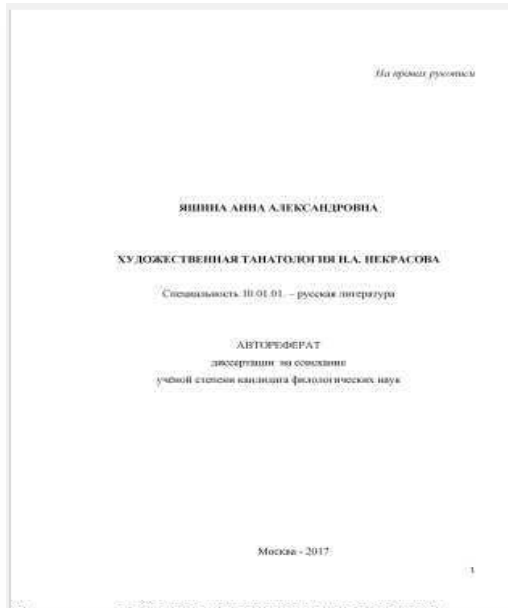 На правах рукописи
ЯШИНА АННА АЛЕКСАНДРОВНА
ХУДОЖЕСТВЕННАЯ ТАНАТОЛОГИЯ Н.А. НЕКРАСОВА
Специальность 10.01.01. – русская литература
АВТОРЕФЕРАТ
диссертации на соискание
учёной степени кандидата филологических наук
Москва - 2017
1